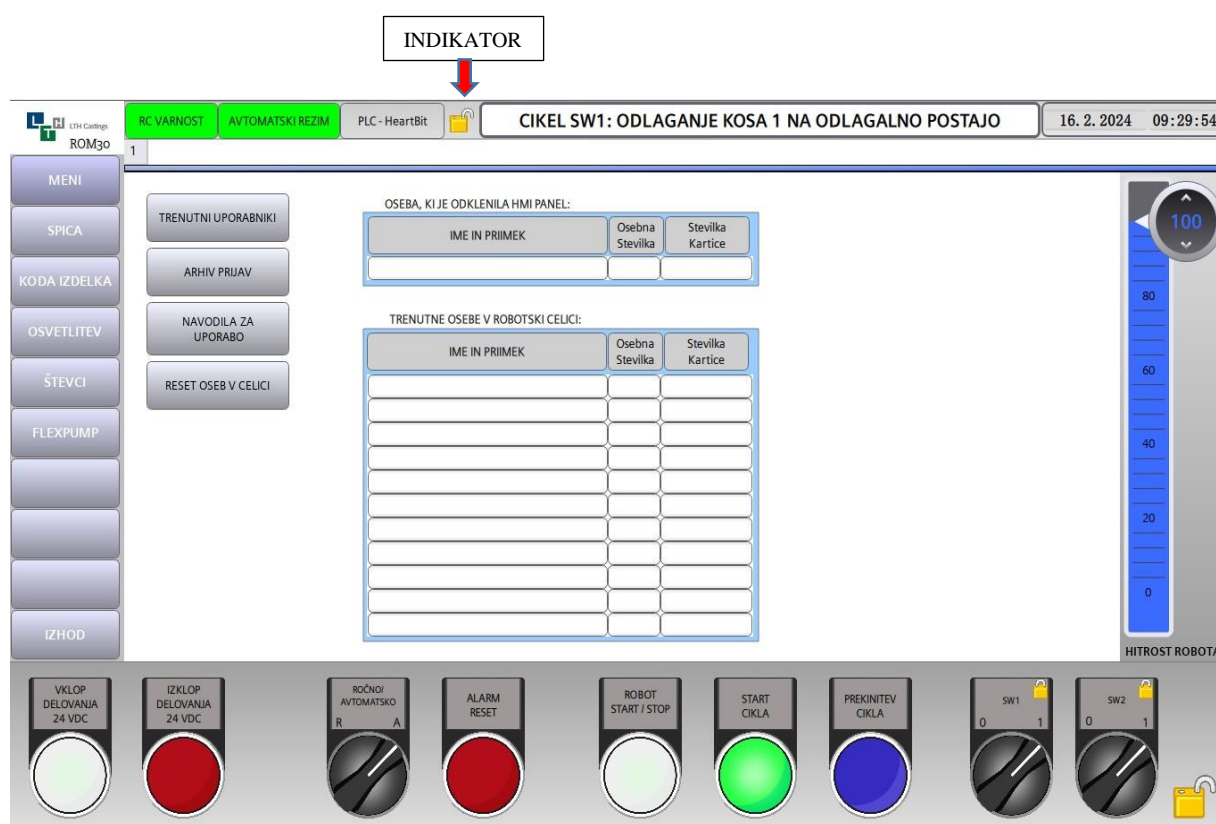 INDIKATOR
LTH Castings
ROM30
RC VARNOST
AVTOMATSKI REZIM
PLC - HeartBit
CIKEL SW1: ODLAGANJE KOSA 1 NA ODLAGALNO POSTAJO
16. 2. 2024 09:29:54
1
MENI
SPICA
KODA IZDELKA
OSVETLITEV
ŠTEVCI
FLEXPUMP
IZHOD
TRENUTNI UPORABNIKI
ARHIV PRIJAV
NAVODILA ZA
UPORABO
RESET OSEB V CELICI
OSEBA, KI JE ODKLENILA HMI PANEL:
IME IN PRIIMEK
Osebna
Stevilka
Stevilka
Kartice
TRENUTNE OSEBE V ROBOTSKI CELICI:
IME IN PRIIMEK
Osebna
Stevilka
Stevilka
Kartice
100
80
60
40
20
0
HITROST ROBOTA
VKLOP
DELOVANJA
24 VDC
IZKLOP
DELOVANJA
24 VDC
ROČNO/
AVTOMATSKO
R A
ALARM
RESET
ROBOT
START / STOP
START
CIKLA
PREKINITEV
CIKLA
SW1
0 1
SW2
0 1